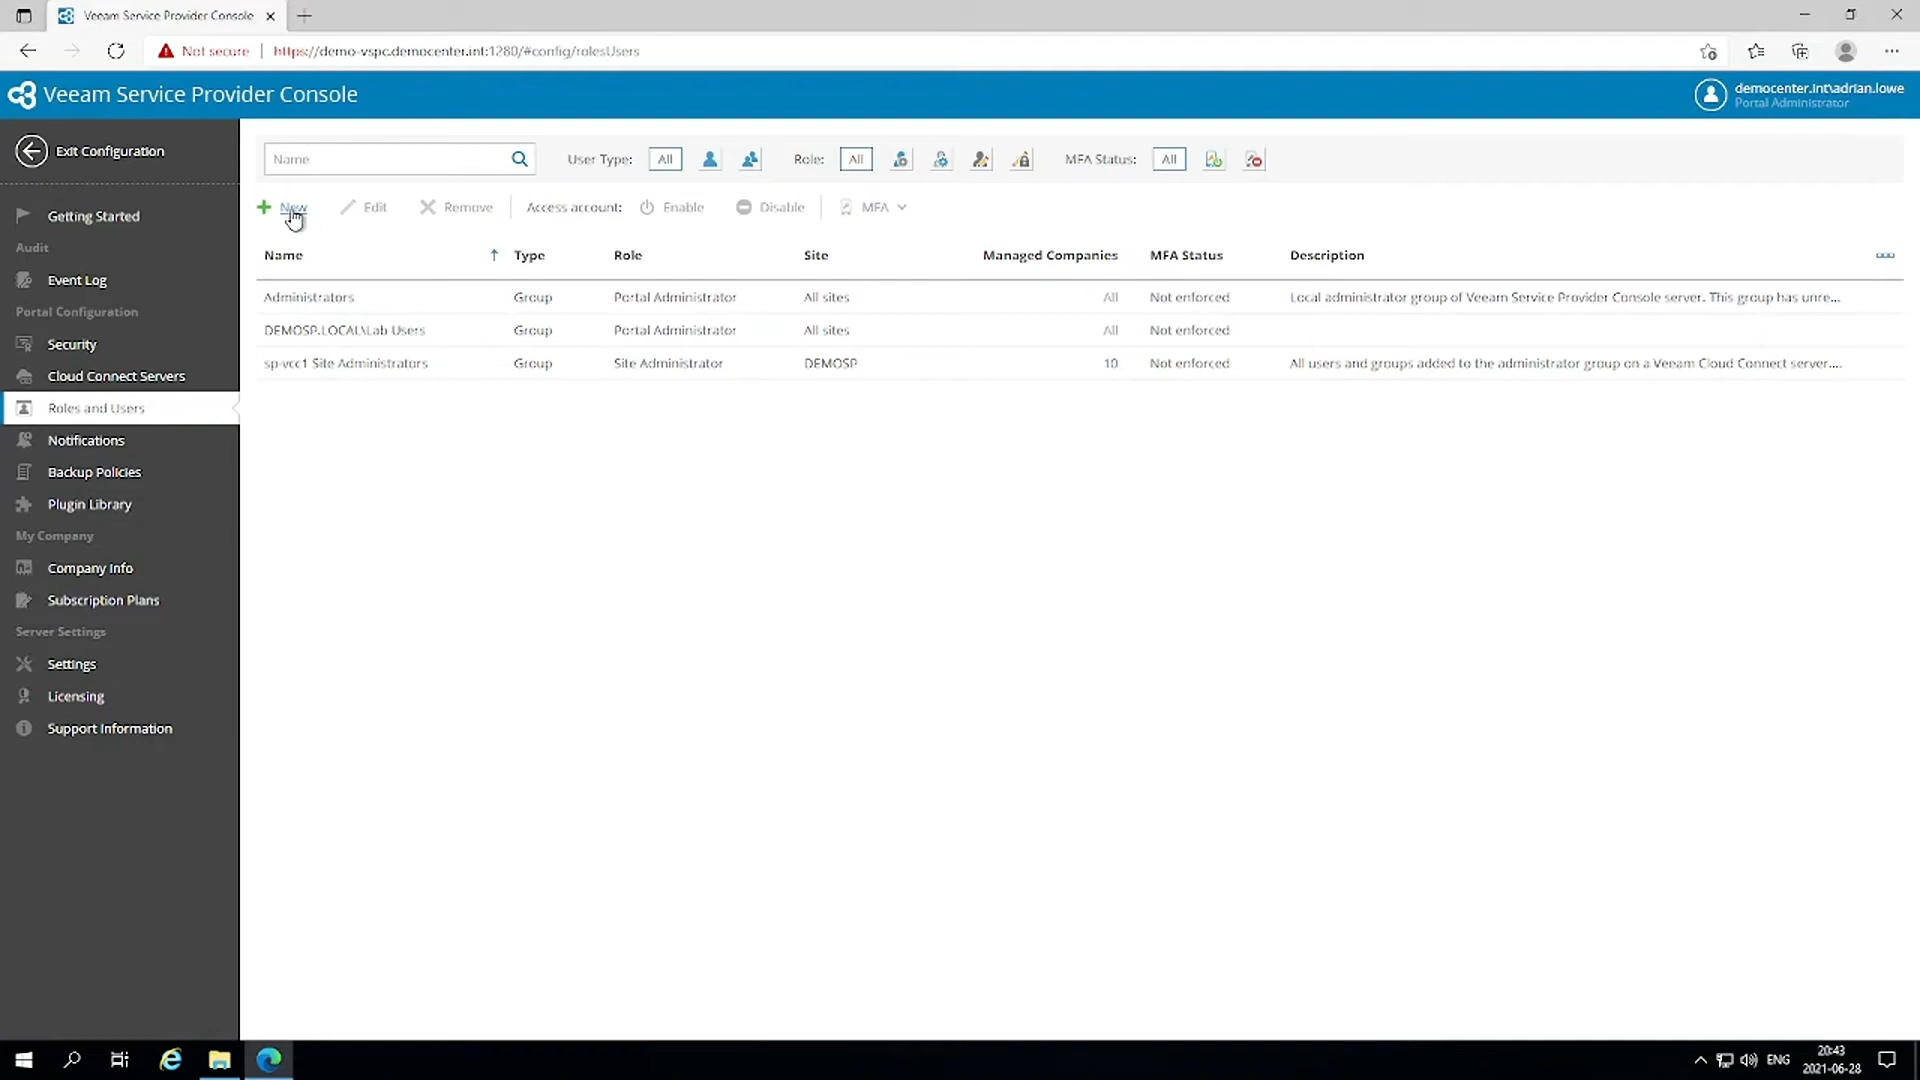 Veeam Service Provider Console
Not secure
https://demo-vspc.democenter.int:1280/#config/rolesUsers
Veeam Service Provider Console
democenter.int\adrian.lowe
Portal Administrator
Exit Configuration
Name
User Type: All
Role: All
MFA Status: All
New
Edit
Remove
Access account:
Enable
Disable
MFA
Getting Started
Audit
Event Log
Portal Configuration
Security
Cloud Connect Servers
Roles and Users
Notifications
Backup Policies
Plugin Library
My Company
Company Info
Subscription Plans
Server Settings
Settings
Licensing
Support Information
Name Type Role Site Managed Companies MFA Status Description
Administrators Group Portal Administrator All sites All Not enforced Local administrator group of Veeam Service Provider Console server. This group has unre...
DEMOSP.LOCAL\Lab Users Group Portal Administrator All sites All Not enforced
sp-vcc1 Site Administrators Group Site Administrator DEMOSP 10 Not enforced All users and groups added to the administrator group on a Veeam Cloud Connect server....
ENG
20:43
2021-06-28